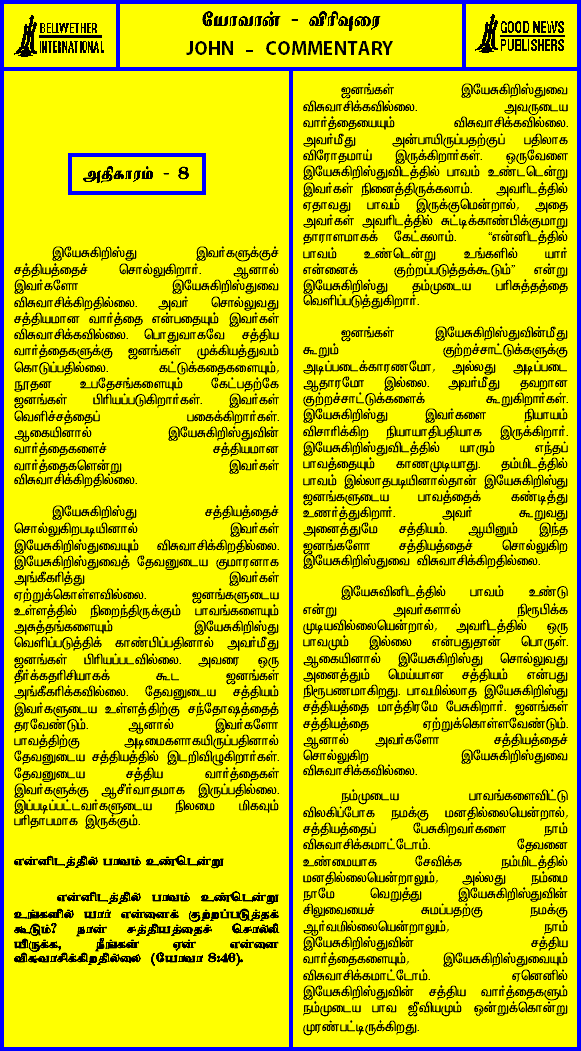 BELWETHER
INTERNATIONAL
யோவான் - விரிவுரை
JOHN - COMMENTARY
GOOD NEWS
PUBLISHERS
அதிகாரம் - 8
இயேசுகிறிஸ்து இவர்களுக்குச்
சத்தியத்தைச் சொல்லுகிறார். ஆனால்
இவர்களோ இயேசுகிறிஸ்துவை
விசுவாசிக்கிறதில்லை. அவர் சொல்லுவது
சத்தியமான வார்த்தை என்பதையும் இவர்கள்
விசுவாசிக்கவில்லை. பொதுவாகவே சத்திய
வார்த்தைகளுக்கு ஜனங்கள் முக்கியத்துவம்
கொடுப்பதில்லை. கட்டுக்கதைகளையும்,
நூதன உபதேசங்களையும் கேட்பதற்கே
ஜனங்கள் பிரியப்படுகிறார்கள். இவர்கள்
வெளிச்சத்தைப் பகைக்கிறார்கள்.
ஆகையினால் இயேசுகிறிஸ்துவின்
வார்த்தைகளைச் சத்தியமான
வார்த்தைகளென்று இவர்கள்
விசுவாசிக்கிறதில்லை.
இயேசுகிறிஸ்து சத்தியத்தைச்
சொல்லுகிறபடியினால் இவர்கள்
இயேசுகிறிஸ்துவையும் விசுவாசிக்கிறதில்லை.
இயேசுகிறிஸ்துவைத் தேவனுடைய குமாரனாக
அங்கீகரித்து இவர்கள்
ஏற்றுக்கொள்ளவில்லை. ஜனங்களுடைய
உள்ளத்தில் நிறைந்திருக்கும் பாவங்களையும்
அசுத்தங்களையும் இயேசுகிறிஸ்து
வெளிப்படுத்திக் காண்பிப்பதினால் அவர்மீது
ஜனங்கள் பிரியப்படவில்லை. அவரை ஒரு
தீர்க்கதரிசியாகக் கூட ஜனங்கள்
அங்கீகரிக்கவில்லை. தேவனுடைய சத்தியம்
இவர்களுடைய உள்ளத்திற்கு சந்தோஷத்தைத்
தரவேண்டும். ஆனால் இவர்களோ
பாவத்திற்கு அடிமைகளாகயிருப்பதினால்
தேவனுடைய சத்தியத்தில் இடறிவிழுகிறார்கள்.
தேவனுடைய சத்திய வார்த்தைகள்
இவர்களுக்கு ஆசீர்வாதமாக இருப்பதில்லை.
இப்படிப்பட்டவர்களுடைய நிலமை மிகவும்
பரிதாபமாக இருக்கும்.
என்னிடத்தில் பாவம் உண்டென்று
என்னிடத்தில் பாவம் உண்டென்று
உங்களில் யார் என்னைக் குற்றப்படுத்தக்
கூடும்? நான் சத்தியத்தைச் சொல்லி
யிருக்க, நீங்கள் ஏன் என்னை
விசுவாசிக்கிறதில்லை (யோவா 8:46).
ஜனங்கள் இயேசுகிறிஸ்துவை
விசுவாசிக்கவில்லை. அவருடைய
வார்த்தையையும் விசுவாசிக்கவில்லை.
அவர்மீது அன்பாயிருப்பதற்குப் பதிலாக
விரோதமாய் இருக்கிறார்கள். ஒருவேளை
இயேசுகிறிஸ்துவிடத்தில் பாவம் உண்டடென்று
இவர்கள் நினைத்திருக்கலாம். அவரிடத்தில்
ஏதாவது பாவம் இருக்குமென்றால், அதை
அவர்கள் அவரிடத்தில் சுட்டிக்காண்பிக்குமாறு
தாராளமாகக் கேட்கலாம். “என்னிடத்தில்
பாவம் உண்டென்று உங்களில் யார்
என்னைக் குற்றப்படுத்தக்கூடும்” என்று
இயேசுகிறிஸ்து தம்முடைய பரிசுத்தத்தை
வெளிப்படுத்துகிறார்.
ஜனங்கள் இயேசுகிறிஸ்துவின்மீது
கூறும் குற்றச்சாட்டுக்களுக்கு
அடிப்படைக்காரணமோ, அல்லது அடிப்படை
ஆதாரமோ இல்லை. அவர்மீது தவறான
குற்றச்சாட்டுக்களைக் கூறுகிறார்கள்.
இயேசுகிறிஸ்து இவர்களை நியாயம்
விசாரிக்கிற நியாயாதிபதியாக இருக்கிறார்.
இயேசுகிறிஸ்துவிடத்தில் யாரும் எந்தப்
பாவத்தையும் காணமுடியாது. தம்மிடத்தில்
பாவம் இல்லாதபடியினால்தான் இயேசுகிறிஸ்து
ஜனங்களுடைய பாவத்தைக் கண்டித்து
உணர்த்துகிறார். அவர் கூறுவது
அனைத்துமே சத்தியம். ஆயினும் இந்த
ஜனங்களோ சத்தியத்தைச் சொல்லுகிற
இயேசுகிறிஸ்துவை விசுவாசிக்கிறதில்லை.
இயேசுவினிடத்தில் பாவம் உண்டு
என்று அவர்களால் நிரூபிக்க
முடியவில்லையென்றால், அவரிடத்தில் ஒரு
பாவமும் இல்லை என்பதுதான் பொருள்.
ஆகையினால் இயேசுகிறிஸ்து சொல்லுவது
அனைத்தும் மெய்யான சத்தியம் என்பது
நிரூபணமாகிறது. பாவமில்லாத இயேசுகிறிஸ்து
சத்தியத்தை மாத்திரமே பேசுகிறார். ஜனங்கள்
சத்தியத்தை ஏற்றுக்கொள்ளவேண்டும்.
ஆனால் அவர்களோ சத்தியத்தைச்
சொல்லுகிற இயேசுகிறிஸ்துவை
விசுவாசிக்கவில்லை.
நம்முடைய பாவங்களைவிட்டு
விலகிப்போக நமக்கு மனதில்லையென்றால்,
சத்தியத்தைப் பேசுகிறவர்களை நாம்
விசுவாசிக்கமாட்டோம். தேவனை
உண்மையாக சேவிக்க நம்மிடத்தில்
மனதில்லையென்றாலும், அல்லது நம்மை
நாமே வெறுத்து இயேசுகிறிஸ்துவின்
சிலுவையைச் சுமப்பதற்கு நமக்கு
ஆர்வமில்லையென்றாலும், நாம்
இயேசுகிறிஸ்துவின் சத்திய
வார்த்தைகளையும், இயேசுகிறிஸ்துவையும்
விசுவாசிக்கமாட்டோம். ஏனெனில்
இயேசுகிறிஸ்துவின் சத்திய வார்த்தைகளும்
நம்முடைய பாவ ஜீவியமும் ஒன்றுக்கொன்று
முரண்பட்டிருக்கிறது.